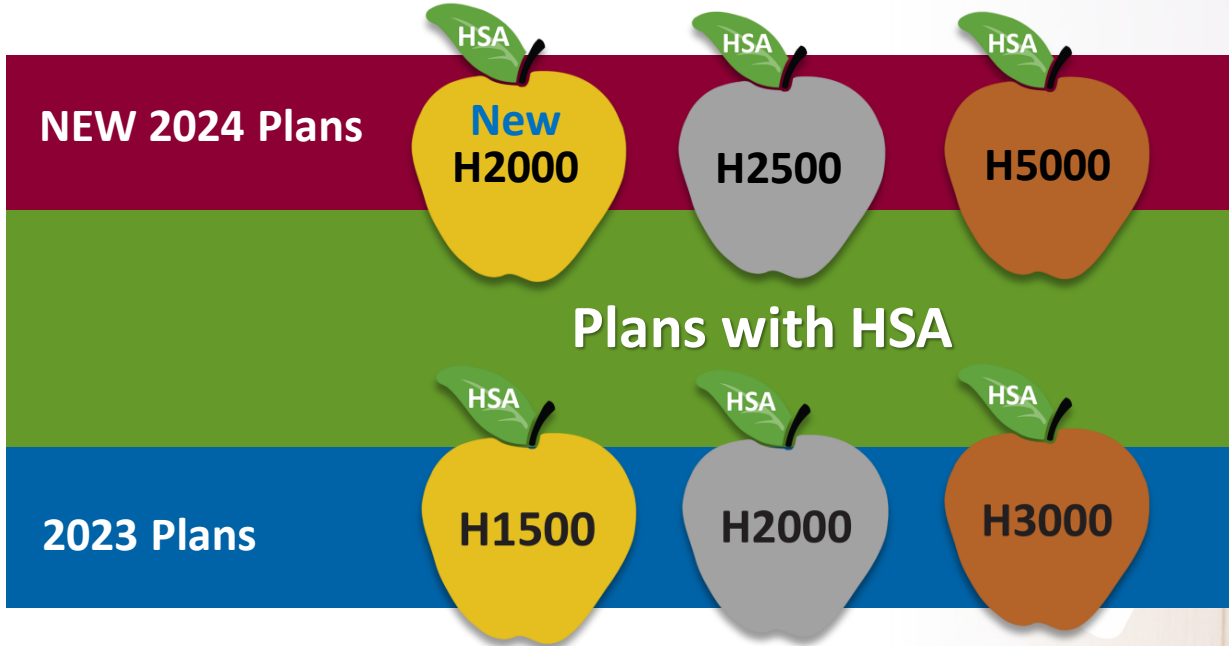 HSA
HSA
HSA
NEW 2024 Plans
New
H2000
H2500
H5000
Plans with HSA
HSA
HSA
HSA
2023 Plans
H1500
H2000
H3000